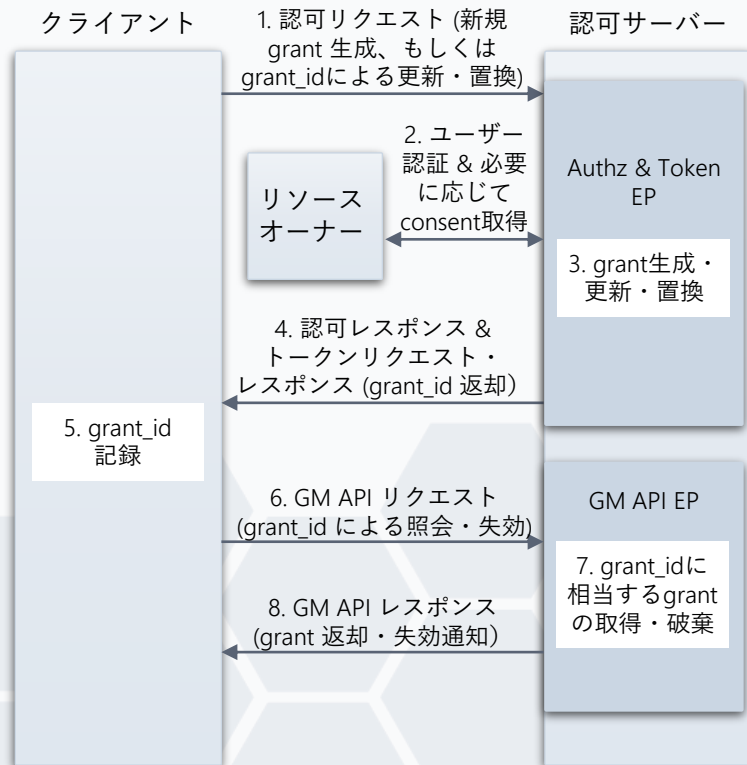 クライアント
1. 認可リクエスト (新規
grant 生成、もしくは
grant_idによる更新・置換)
認可サーバー
2. ユーザー
認証 & 必要
に応じて
consent取得
リソース
オーナー
Authz & Token
EP
3. grant生成・
更新・置換
4. 認可レスポンス &
トークンリクエスト・
レスポンス (grant_id 返却）
5. grant_id
記録
6. GM API リクエスト
(grant_id による照会・失効)
GM API EP
7. grant_idに
相当するgrant
の取得・破棄
8. GM API レスポンス
(grant 返却・失効通知）